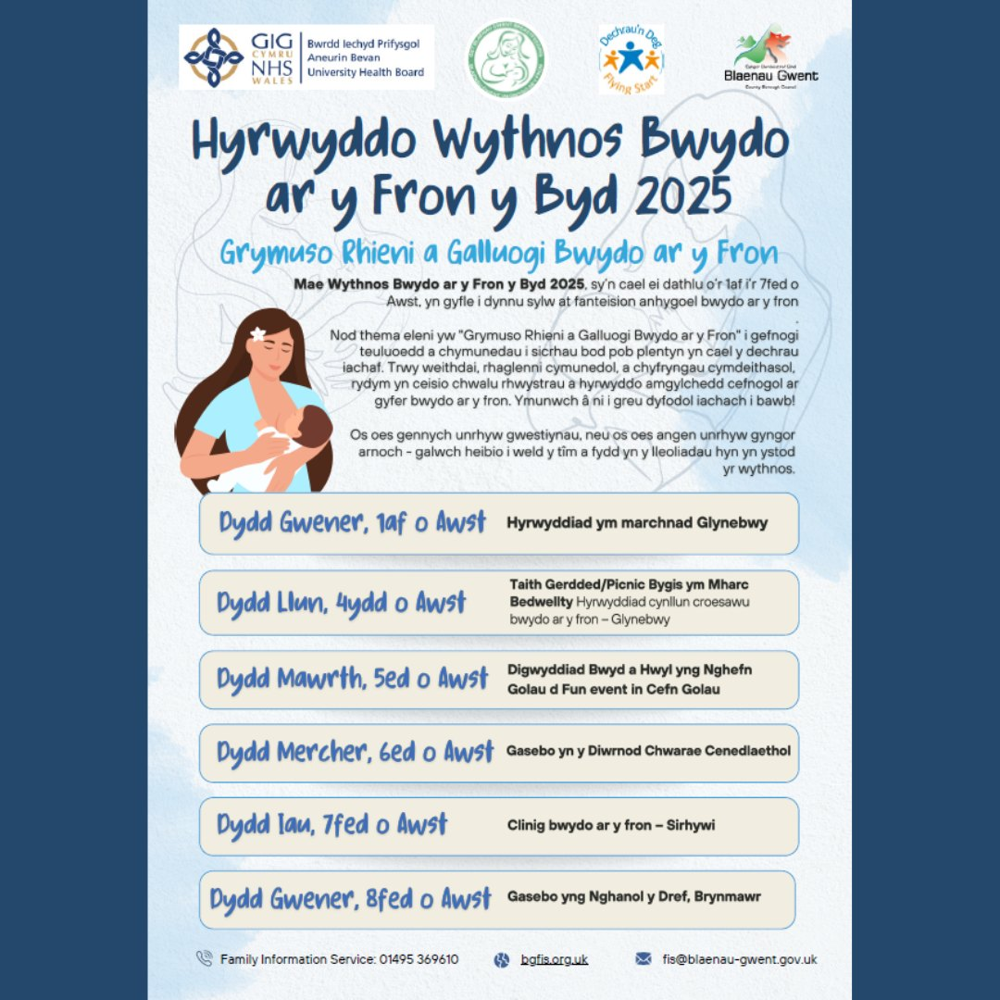 GIG
CYMRU
NHS
WALES
Bwrdd Iechyd Prifysgol
Aneurin Bevan
University Health Board
Dechrau'n Deg
Flying Start
Blaenau Gwent
County Borough Council
Hyrwyddo Wythnos Bwydo
ar y Fron y Byd 2025
Grymuso Rhieni a Galluogi Bwydo ar y Fron
Mae Wythnos Bwydo ar y Fron y Byd 2025, sy'n cael ei dathlu o'r 1af i'r 7fed o
Awst, yn gyfle i dynnu sylw at fanteision anhygoel bwydo ar y fron
.
Nod thema eleni yw "Grymuso Rhieni a Galluogi Bwydo ar y Fron" i gefnogi
teuluoedd a chymunedau i sicrhau bod pob plentyn yn cael y dechrau
iachaf. Trwy weithdai, rhaglenni cymunedol, a chyfryngau cymdeithasol,
rydym yn ceisio chwalu rhwystrau a hyrwyddo amgylchedd cefnogol ar
gyfer bwydo ar y fron. Ymunwch â ni i greu dyfodol iachach i bawb!
Os oes gennych unrhyw gwestiynau, neu os oes angen unrhyw gyngor
arnoch - galwch heibio i weld y tîm a fydd yn y lleoliadau hyn yn ystod
yr wythnos.
Dydd Gwener, 1af o Awst
Hyrwyddiad ym marchnad Glynebwy
Dydd Llun, 4ydd o Awst
Taith Gerdded/Picnic Bygis ym Mharc
Bedwellty Hyrwyddiad cynllun croesawu
bwydo ar y fron – Glynebwy
Dydd Mawrth, 5ed o Awst
Digwyddiad Bwyd a Hwyl yng Nghefn
Golau d Fun event in Cefn Golau
Dydd Mercher, 6ed o Awst
Gasebo yn y Diwrnod Chwarae Cenedlaethol
Dydd Iau, 7fed o Awst
Clinig bwydo ar y fron – Sirhywi
Dydd Gwener, 8fed o Awst
Gasebo yng Nghanol y Dref, Brynmawr
Family Information Service: 01495 369610
bgfis.org.uk
fis@blaenau-gwent.gov.uk